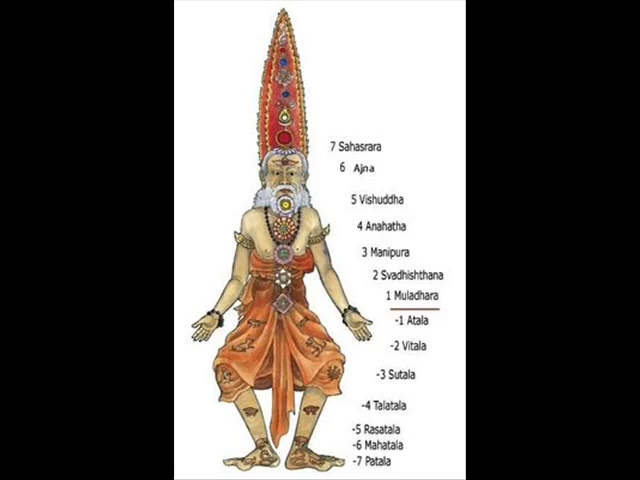 7 Sahasrara
6 Ajna
5 Vishuddha
4 Anahatha
3 Manipura
2 Svadhishthana
1 Muladhara
-1 Atala
-2 Vitala
-3 Sutala
-4 Talatala
-5 Rasatala
-6 Mahatala
-7 Patala